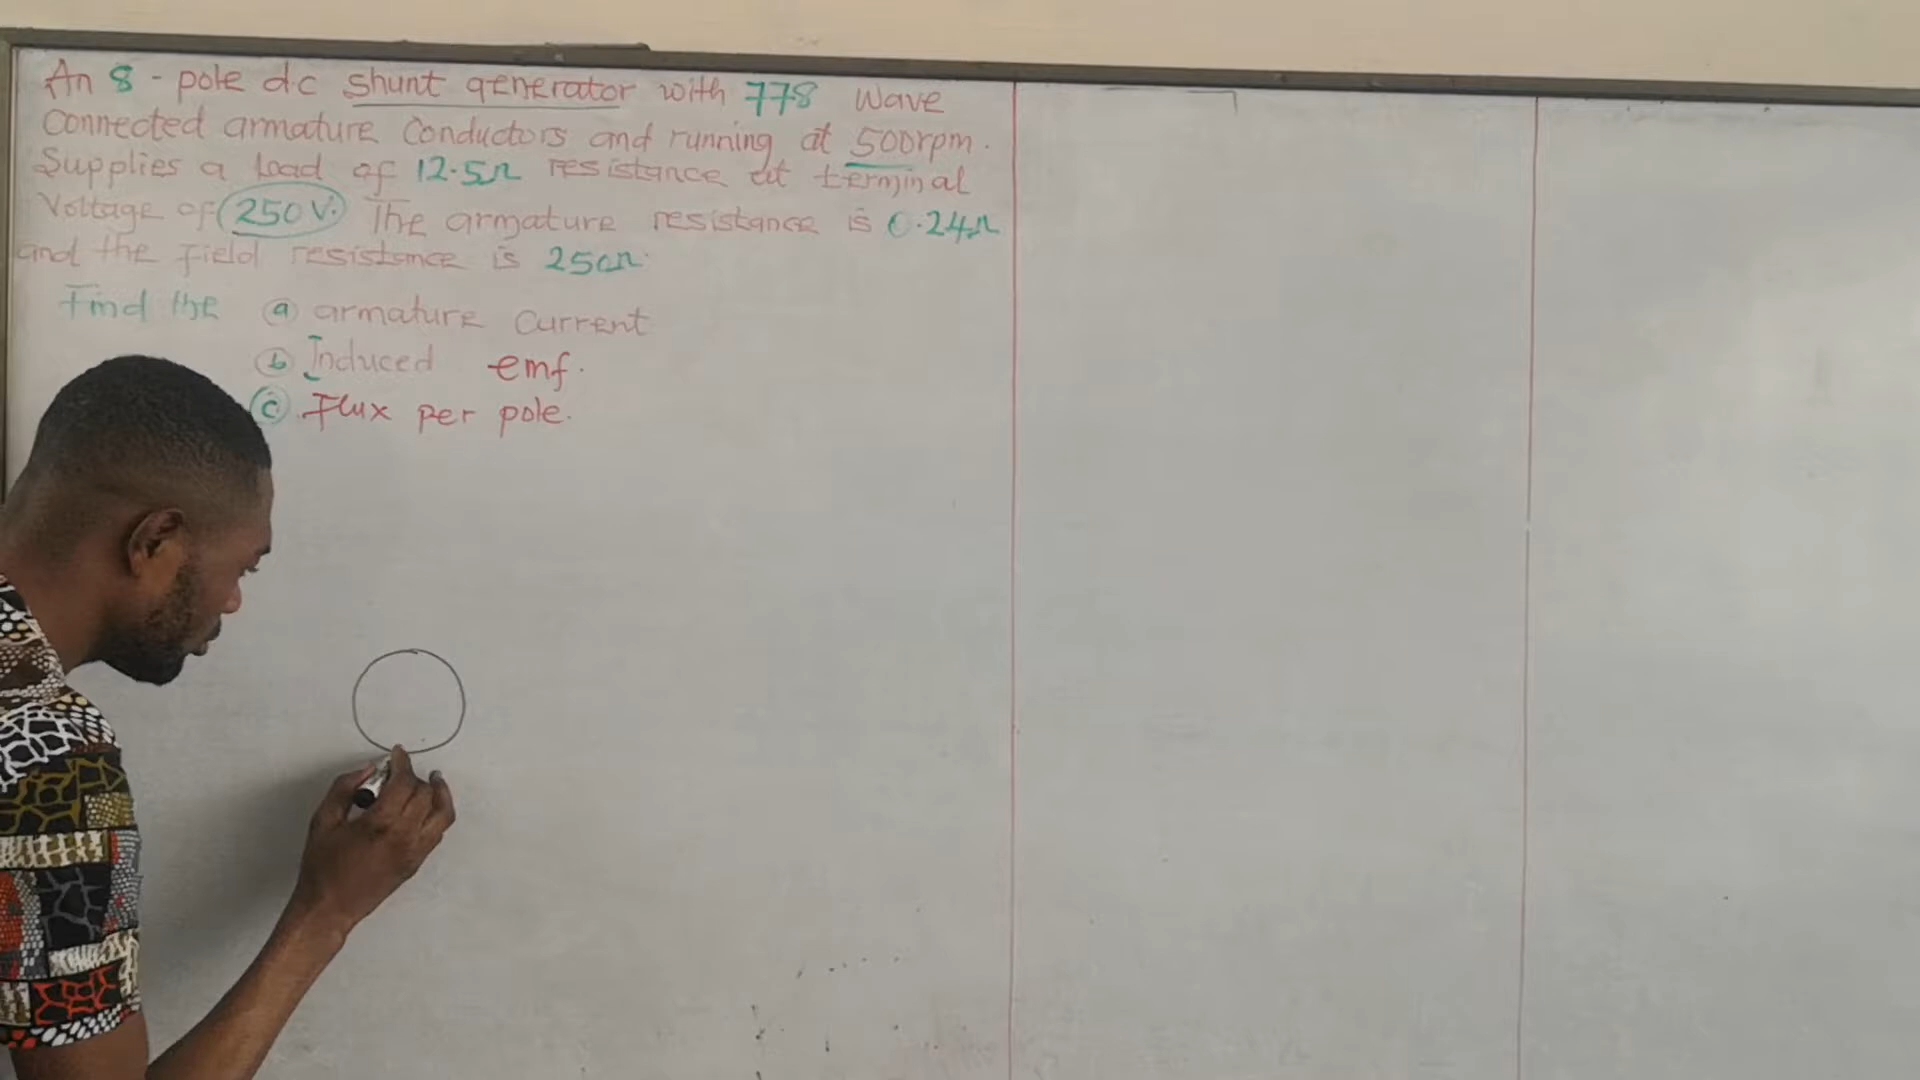 An 8 - pole dc shunt generator with 778 wave
Connected armature Conductors and running at 500rpm.
Supplies a load of 12.5Ω resistance at terminal
Voltage of 250V. The armature resistance is 0.24Ω
and the field resistance is 250Ω.
Find the (a) armature Current
(b) Induced emf.
(c) Flux per pole.